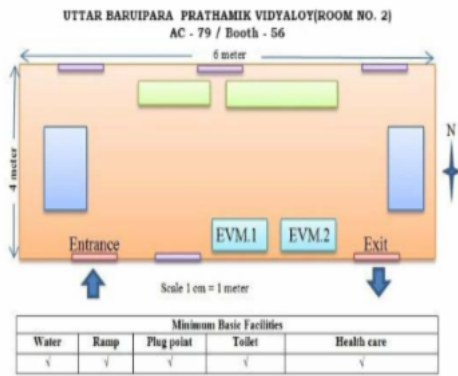 UTTAR BARUIPARA PRATHAMIK VIDYALOY(ROOM NO. 2)
AC - 79 / Booth - 56
6 meter
4 meter
N
EVM.1 EVM.2
Entrance Exit
Scale 1 cm = 1 meter
Minimum Basic Facilities
Water Ramp Plug point Toilet Health care
√ √ √ √ √